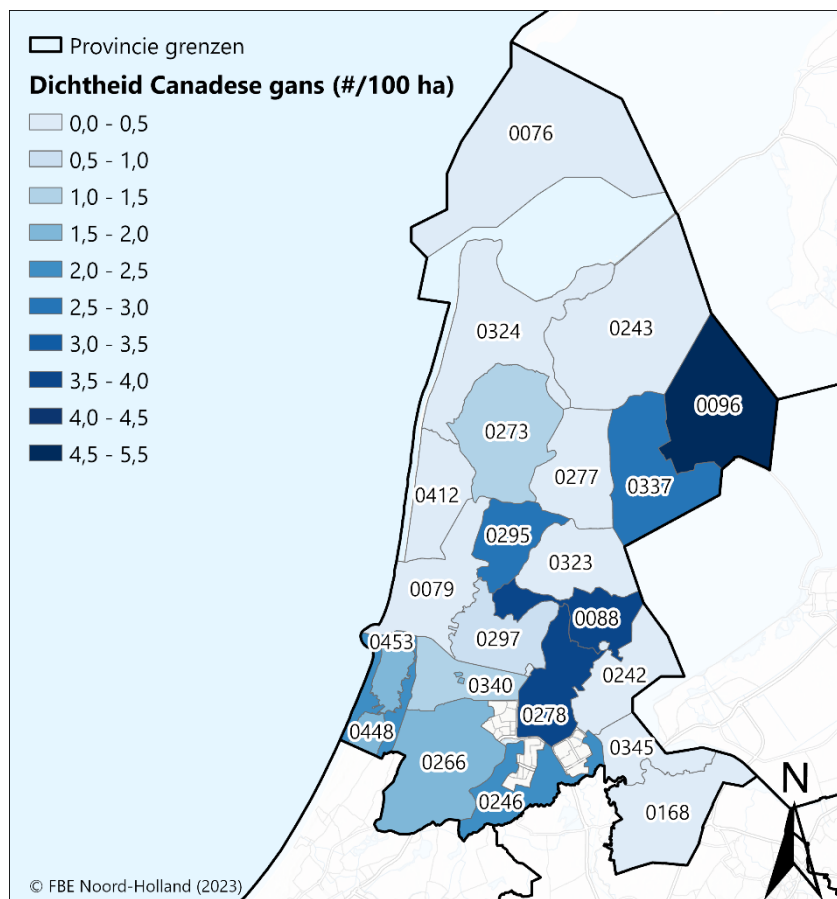 Provincie grenzen
Dichtheid Canadese gans (#/100 ha)
0,0 - 0,5
0,5 - 1,0
1,0 - 1,5
1,5 - 2,0
2,0 - 2,5
2,5 - 3,0
3,0 - 3,5
3,5 - 4,0
4,0 - 4,5
4,5 - 5,5
0076
0324
0243
0096
0273
0277
0337
0412
0295
0323
0079
0088
0297
0453
0242
0340
0278
0448
0345
0266
0246
0168
N
© FBE Noord-Holland (2023)